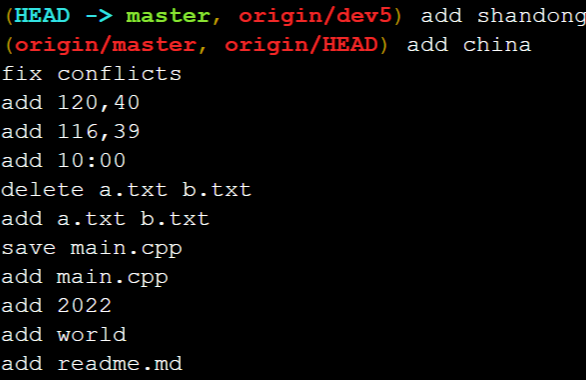 (HEAD -> master, origin/dev5) add shandong
(origin/master, origin/HEAD) add china
fix conflicts
add 120,40
add 116,39
add 10:00
delete a.txt b.txt
add a.txt b.txt
save main.cpp
add main.cpp
add 2022
add world
add readme.md